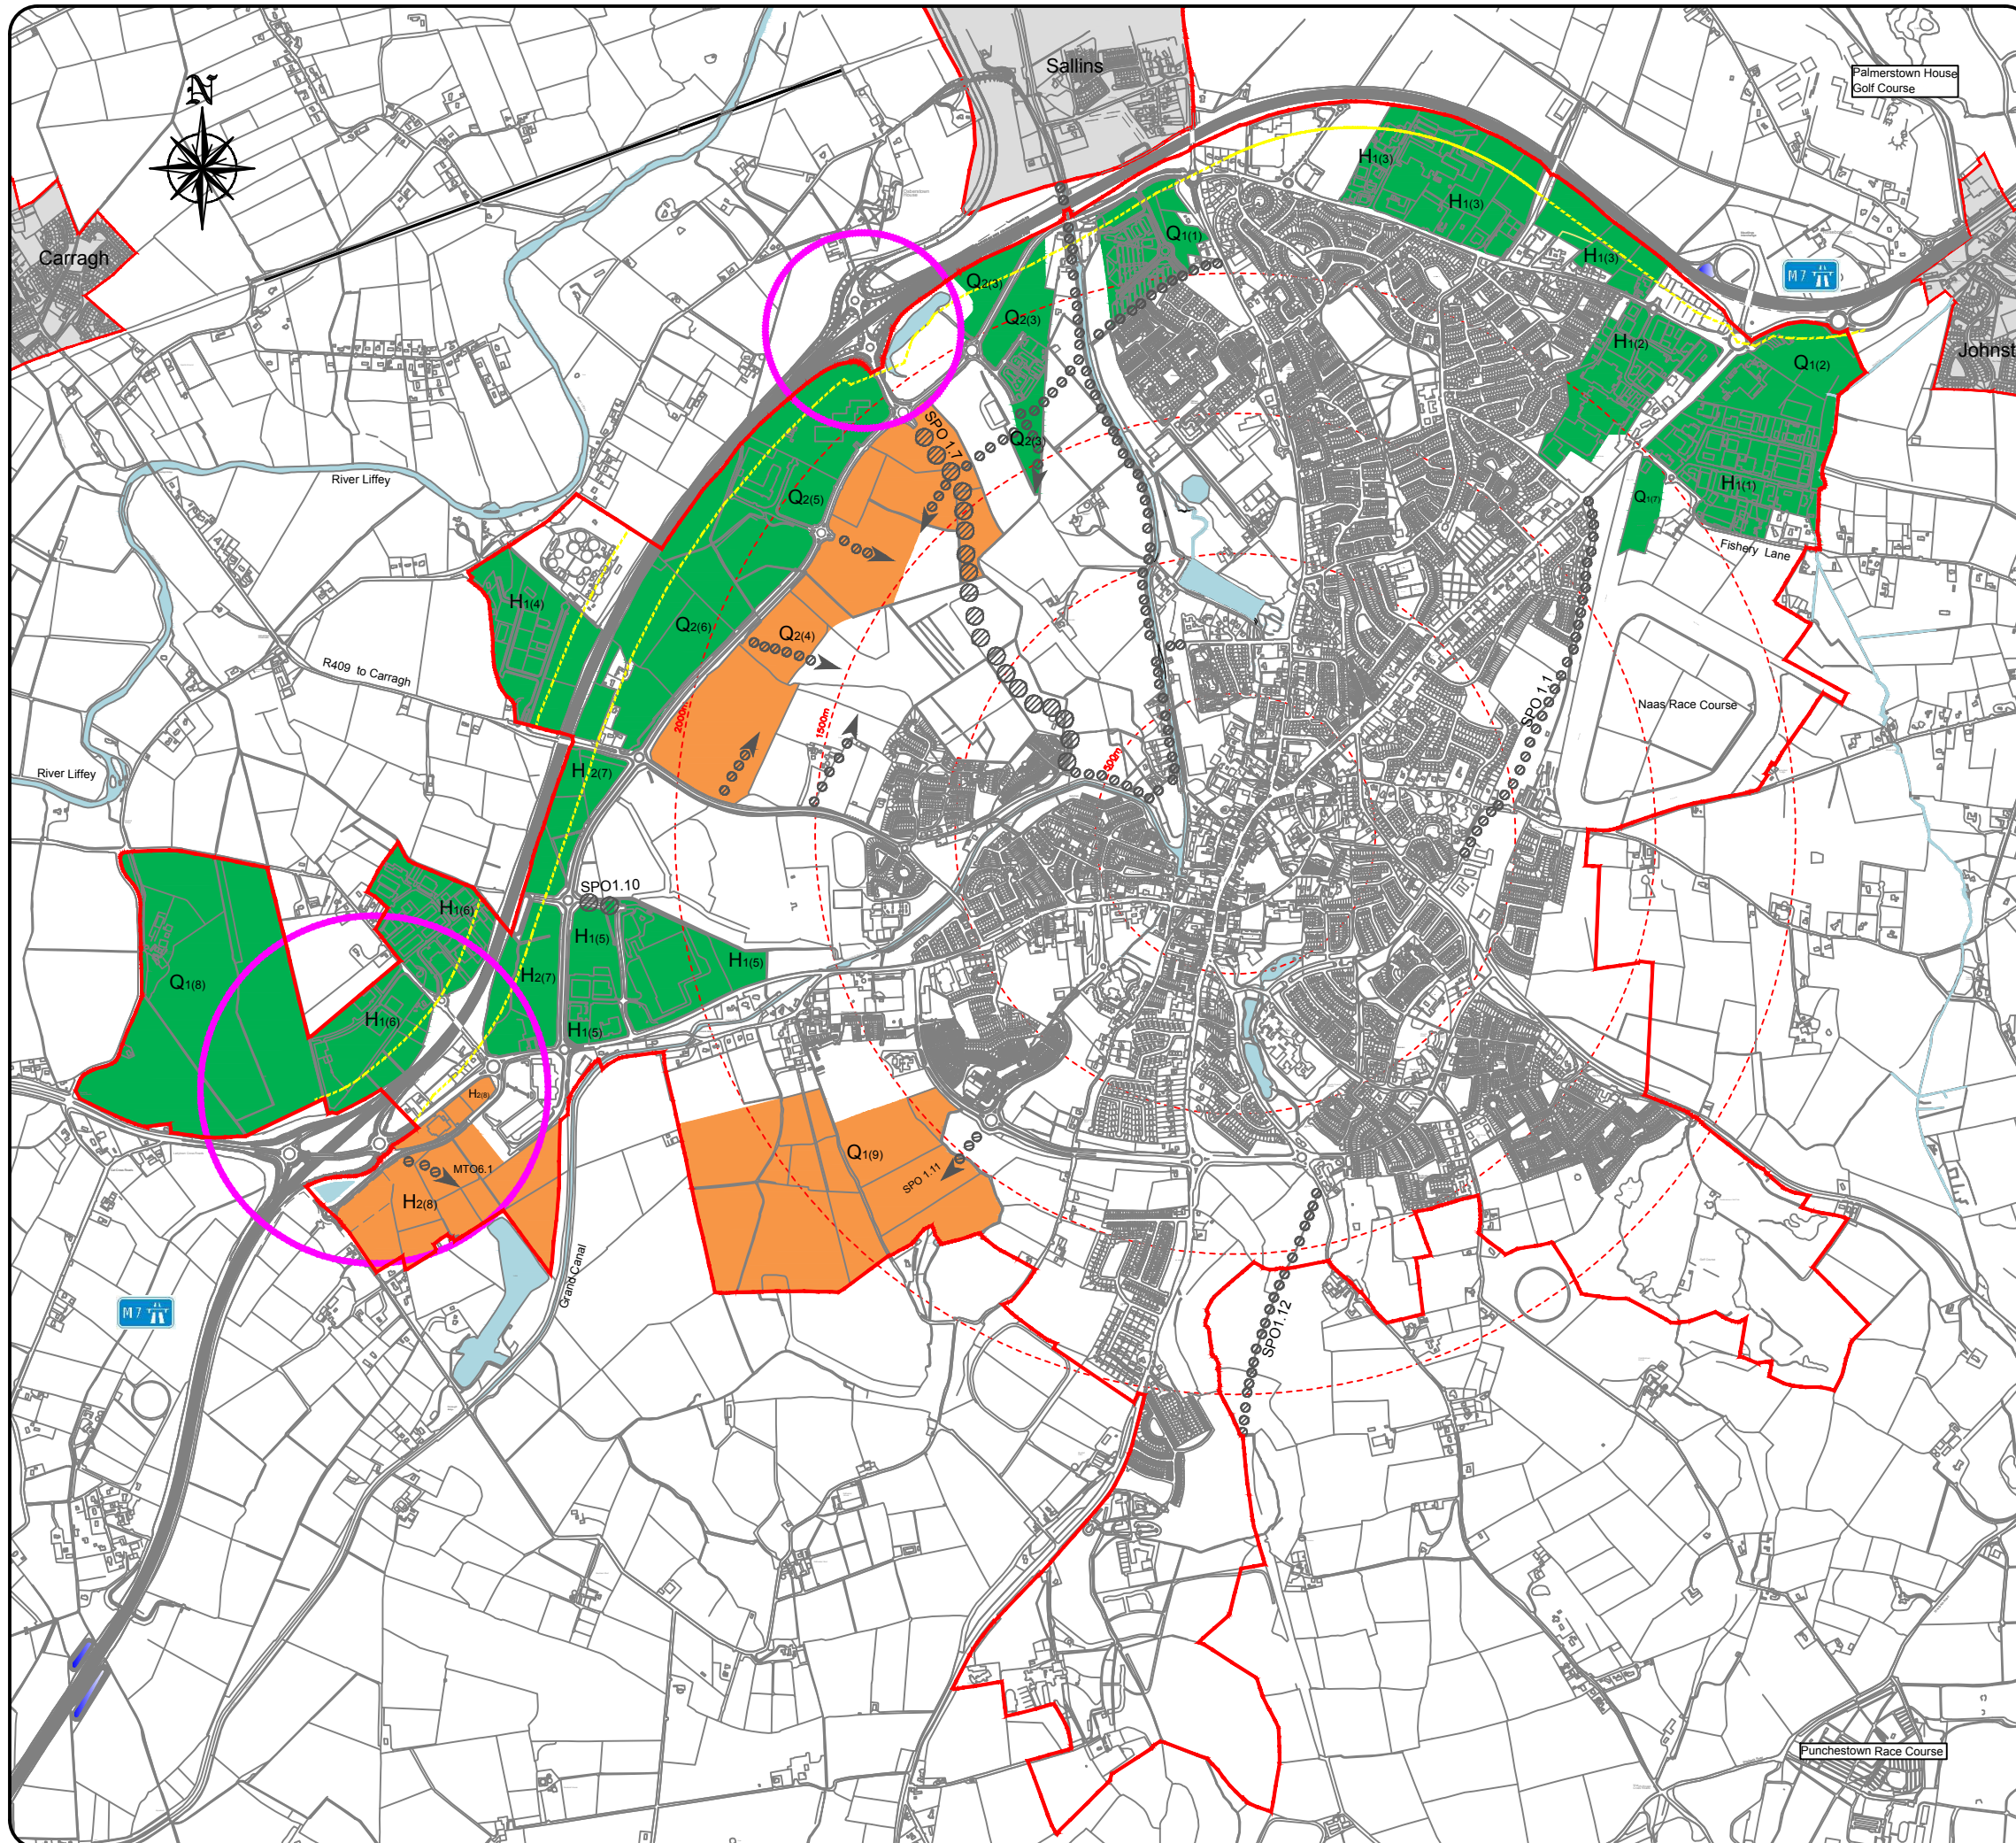 Sallins
Palmerstown House
Golf Course
N
H1(3)
H1(3)
Carragh
Q1(1)
H1(3)
M 7
Q2(3)
Q2(3)
H1(2)
Johnst
Q1(2)
SPO 1.7
Q2(3)
River Liffey
Q2(5)
H1(1)
Q1(7)
Fishery Lane
H1(4)
Q2(6)
Q2(4)
R409 to Carragh
SPO1.1
Naas Race Course
2000m
1500m
500m
River Liffey
H2(7)
SPO1.10
H1(6)
H1(5)
H1(5)
Q1(8)
H2(7)
H1(6)
H1(5)
H2(8)
Q1(9)
MTO6.1
SPO 1.11
H2(8)
Grand Canal
M 7
SPO1.12
Punchestown Race Course